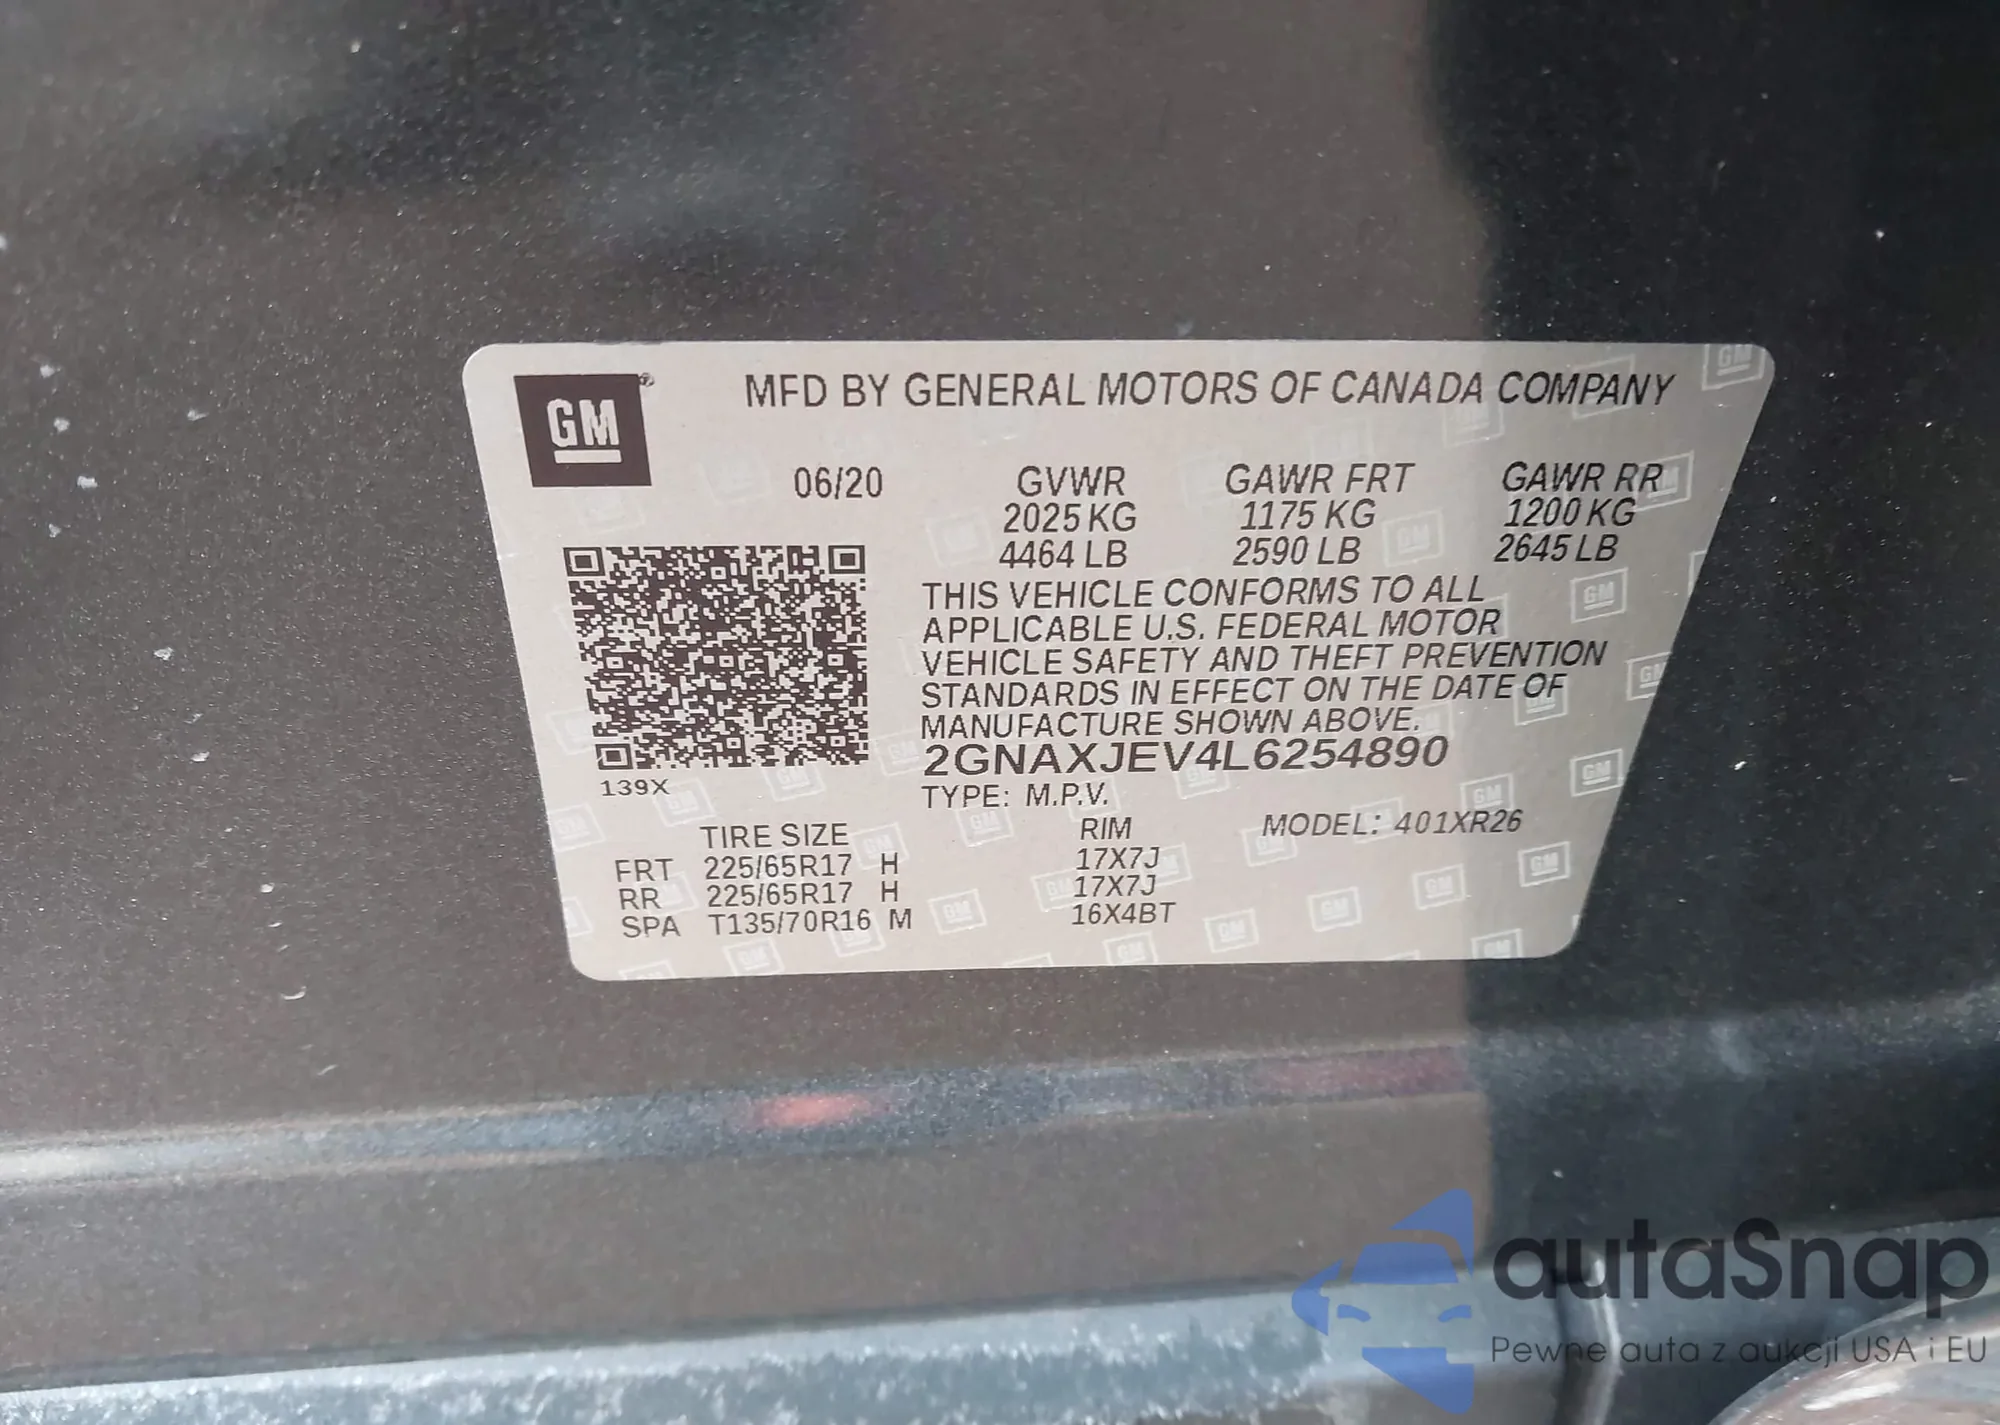 GM
MFD BY GENERAL MOTORS OF CANADA COMPANY
06/20 GVWR GAWR FRT GAWR RR
2025 KG 1175 KG 1200 KG
4464 LB 2590 LB 2645 LB
THIS VEHICLE CONFORMS TO ALL
APPLICABLE U.S. FEDERAL MOTOR
VEHICLE SAFETY AND THEFT PREVENTION
STANDARDS IN EFFECT ON THE DATE OF
MANUFACTURE SHOWN ABOVE.
2GNAXJEV4L6254890
139X
TYPE: M.P.V.
TIRE SIZE RIM MODEL: 401XR26
FRT 225/65R17 H 17X7J
RR 225/65R17 H 17X7J
SPA T135/70R16 M 16X4BT
autaSnap
Pewne auta z aukcji USA i EU